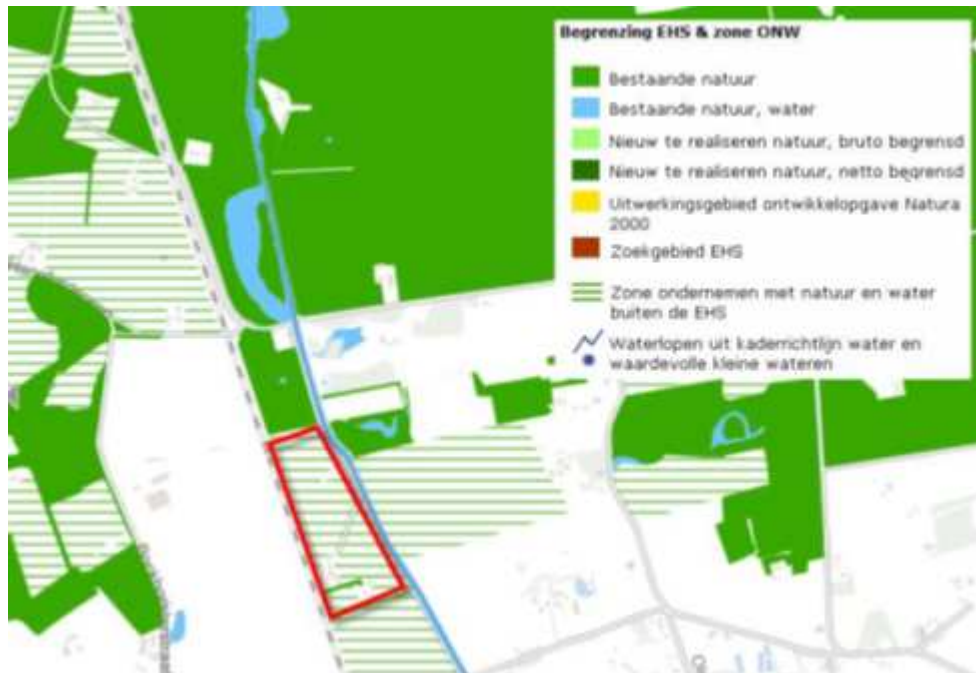 Begrenzing EHS & zone ONW
Bestaande natuur
Bestaande natuur, water
Nieuw te realiseren natuur, bruto begrensd
Nieuw te realiseren natuur, netto begrensd
Uitwerkingsgebied ontwikkelopgave Natura
2000
Zoekgebied EHS
Zone ondernemen met natuur en water
buiten de EHS
Waterlopen uit kaderrichtlijn water en
waardevolle kleine wateren